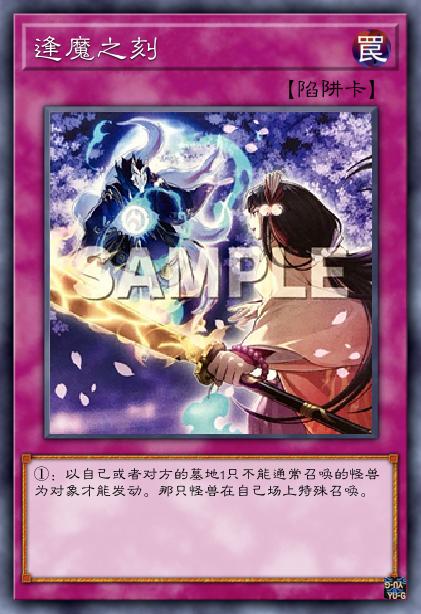 逢魔之刻
罠
【陷阱卡】
SAMPLE
①：以自己或者对方的墓地1只不能通常召唤的怪兽
为对象才能发动。那只怪兽在自己场上特殊召唤。